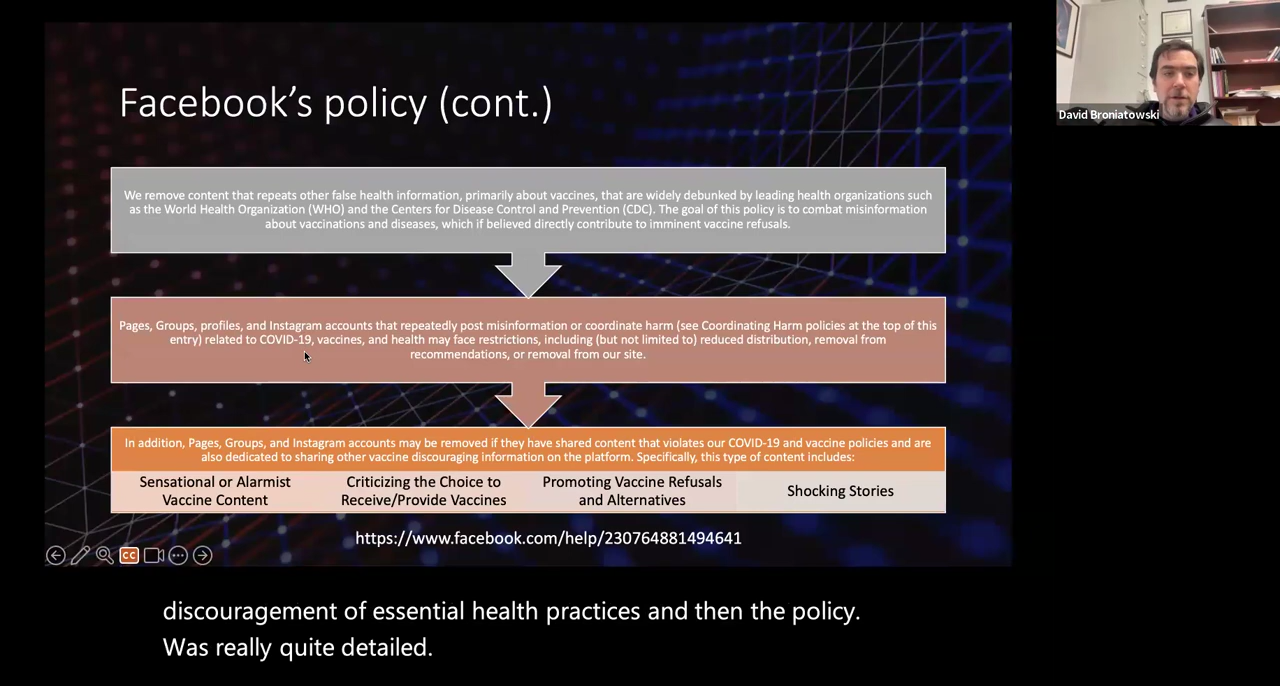 Facebook's policy (cont.)
We remove content that repeats other false health information, primarily about vaccines, that are widely debunked by leading health organizations such
as the World Health Organization (WHO) and the Centers for Disease Control and Prevention (CDC). The goal of this policy is to combat misinformation
about vaccinations and diseases, which if believed directly contribute to imminent vaccine refusals.
Pages, Groups, profiles, and Instagram accounts that repeatedly post misinformation or coordinate harm (see Coordinating Harm policies at the top of this
entry) related to COVID-19, vaccines, and health may face restrictions, including (but not limited to) reduced distribution, removal from
recommendations, or removal from our site.
In addition, Pages, Groups, and Instagram accounts may be removed if they have shared content that violates our COVID-19 and vaccine policies and are
also dedicated to sharing other vaccine discouraging information on the platform. Specifically, this type of content includes:
Sensational or Alarmist
Vaccine Content
Criticizing the Choice to
Receive/Provide Vaccines
Promoting Vaccine Refusals
and Alternatives
Shocking Stories
https://www.facebook.com/help/230764881494641
CC
David Broniatowski
discouragement of essential health practices and then the policy.
Was really quite detailed.